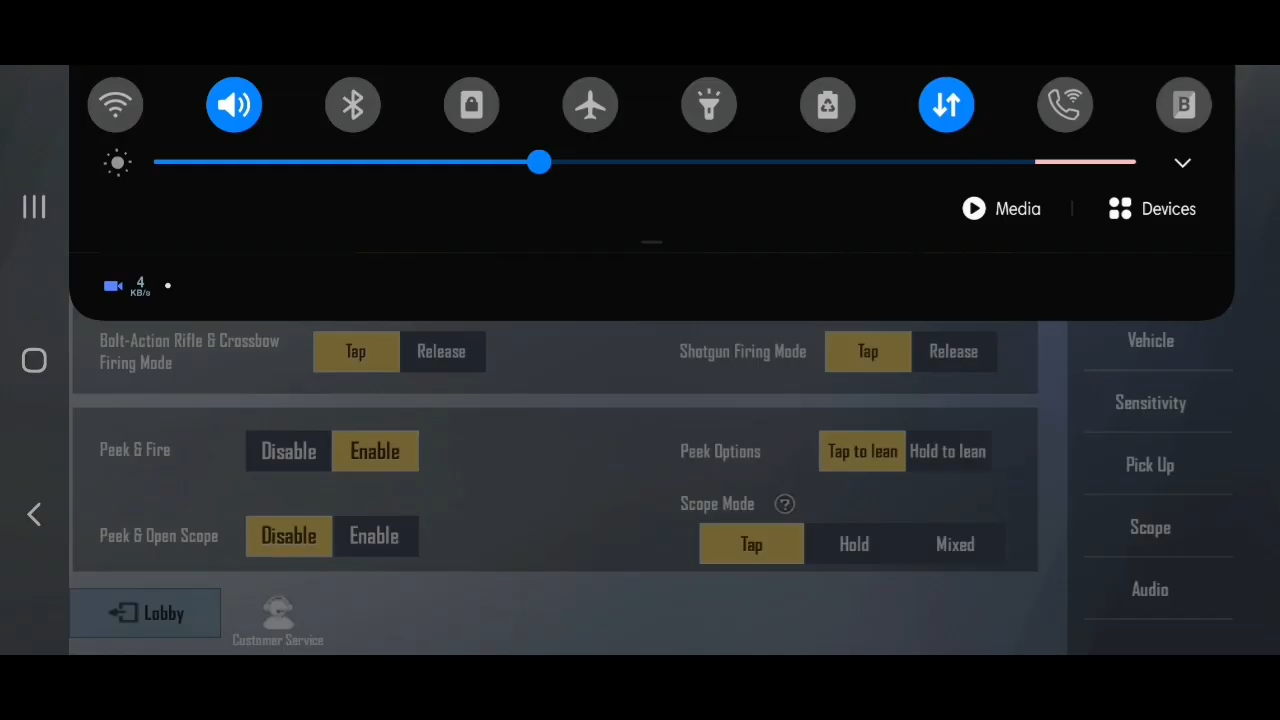 B
Media
Devices
4
KB/s
Bolt-Action Rifle & Crossbow
Firing Mode
Tap
Release
Shotgun Firing Mode
Tap
Release
Vehicle
Sensitivity
Peek & Fire
Disable
Enable
Peek Options
Tap to lean
Hold to lean
Pick Up
Scope Mode
?
Peek & Open Scope
Disable
Enable
Tap
Hold
Mixed
Scope
Audio
Lobby
Customer Service